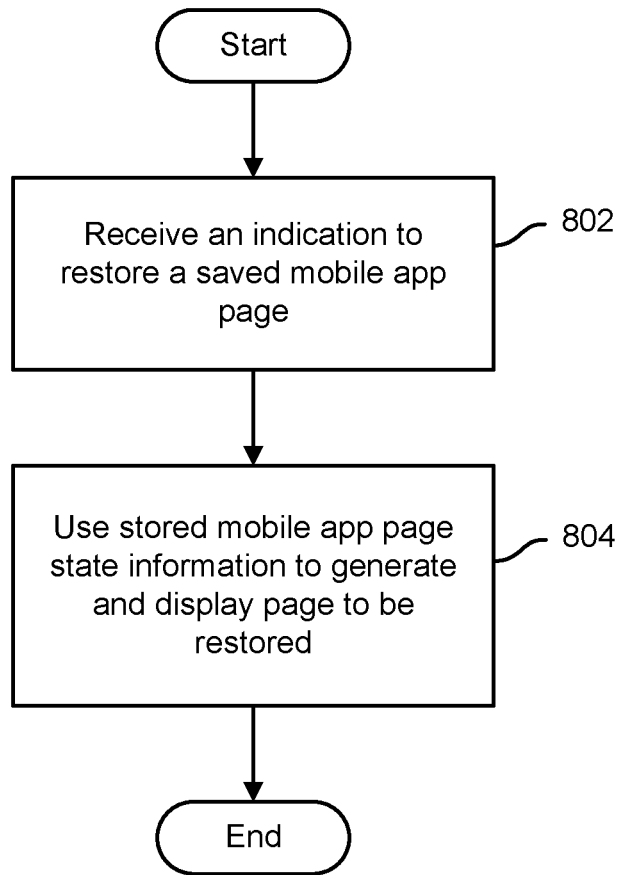 Start
Receive an indication to
restore a saved mobile app
page
802
Use stored mobile app page
state information to generate
and display page to be
restored
804
End